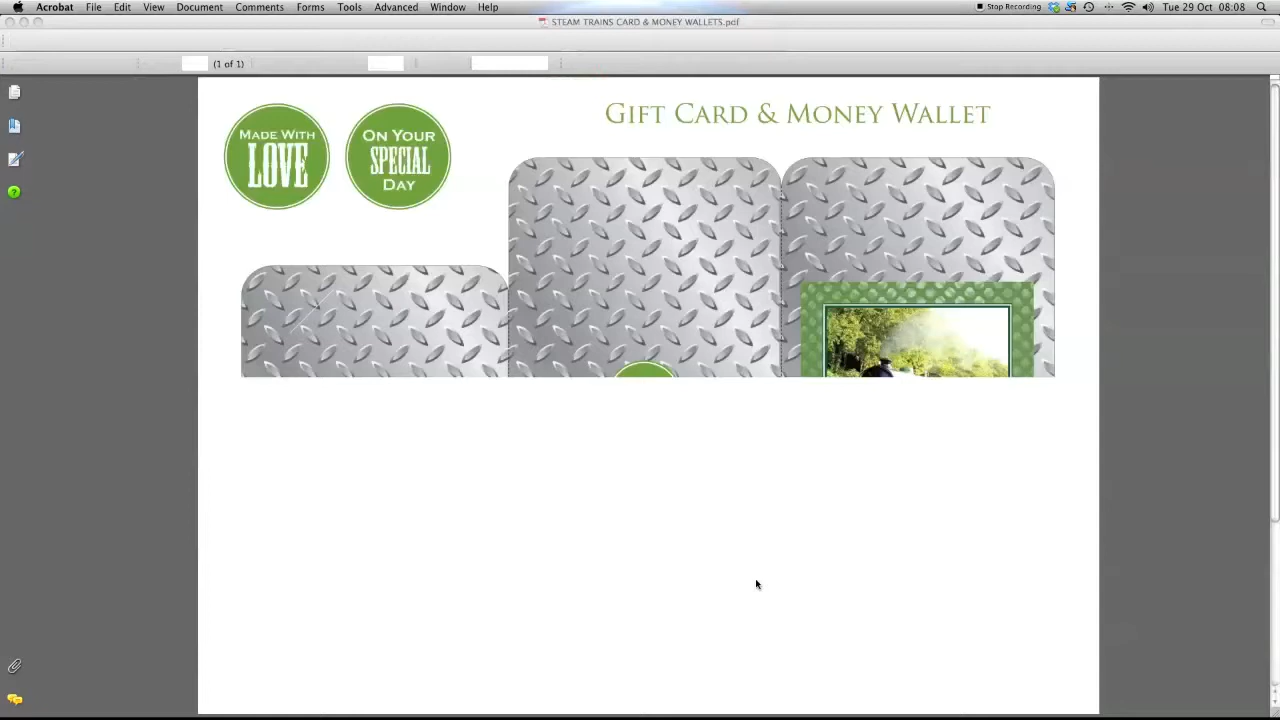 Acrobat File Edit View Document Comments Forms Tools Advanced Window Help Stop Recording Tue 29 Oct 08:08
STEAM TRAINS CARD & MONEY WALLETS.pdf
(1 of 1)
GIFT CARD & MONEY WALLET
MADE WITH
LOVE
ON YOUR
SPECIAL
DAY